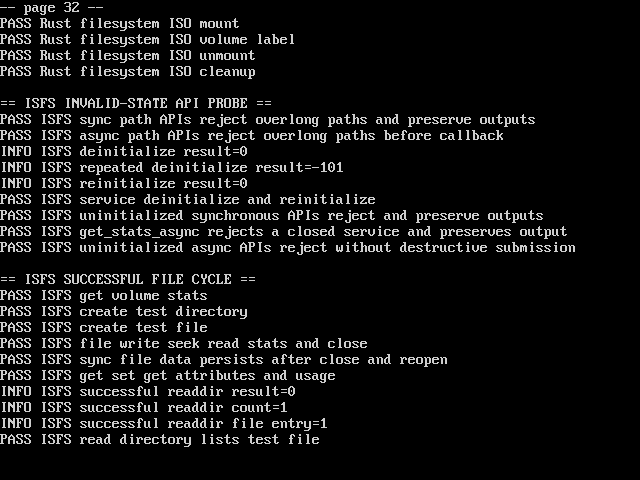 -- page 32 --
PASS Rust filesystem ISO mount
PASS Rust filesystem ISO volume label
PASS Rust filesystem ISO unmount
PASS Rust filesystem ISO cleanup
== ISFS INVALID-STATE API PROBE ==
PASS ISFS sync path APIs reject overlong paths and preserve outputs
PASS ISFS async path APIs reject overlong paths before callback
INFO ISFS deinitialize result=0
INFO ISFS repeated deinitialize result=-101
INFO ISFS reinitialize result=0
PASS ISFS service deinitialize and reinitialize
PASS ISFS uninitialized synchronous APIs reject and preserve outputs
PASS ISFS get_stats_async rejects a closed service and preserves output
PASS ISFS uninitialized async APIs reject without destructive submission
== ISFS SUCCESSFUL FILE CYCLE ==
PASS ISFS get volume stats
PASS ISFS create test directory
PASS ISFS create test file
PASS ISFS file write seek read stats and close
PASS ISFS sync file data persists after close and reopen
PASS ISFS get set get attributes and usage
INFO ISFS successful readdir result=0
INFO ISFS successful readdir count=1
INFO ISFS successful readdir file entry=1
PASS ISFS read directory lists test file